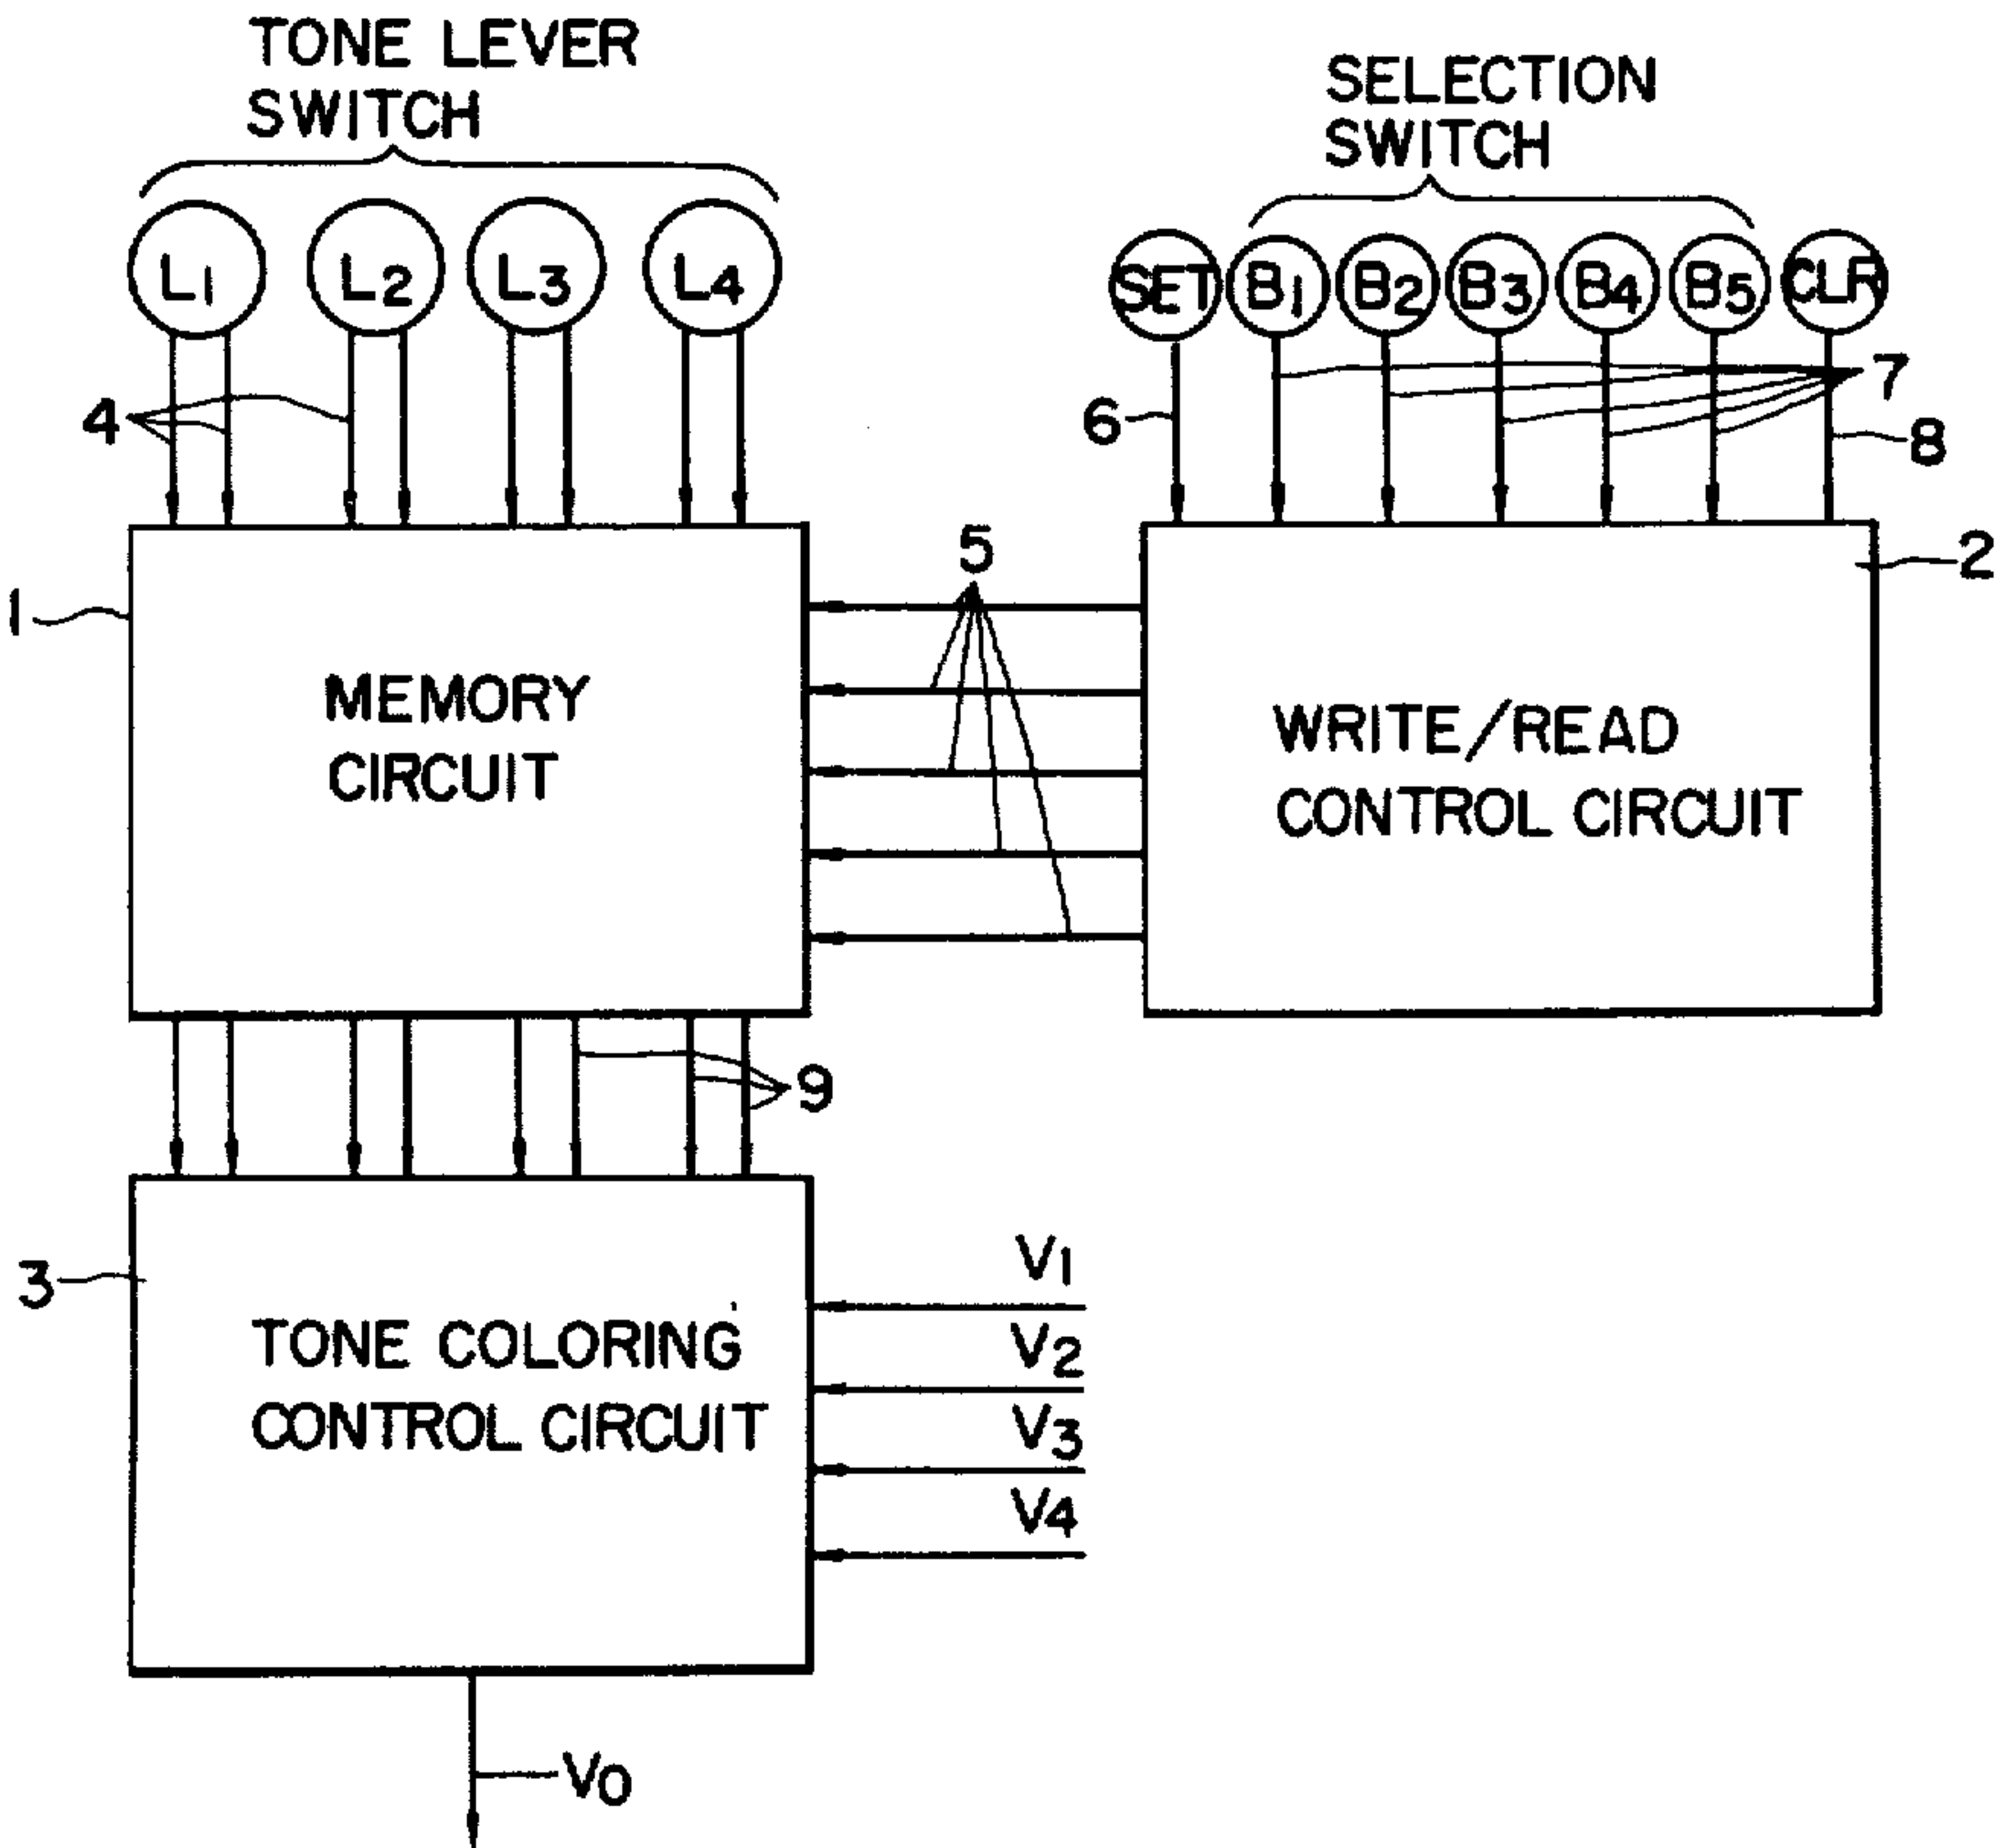 TONE LEVER
SWITCH
SELECTION
SWITCH
L1 L2 L3 L4
SET B1 B2 B3 B4 B5 CLR
4
6
7
8
5
1
2
MEMORY
CIRCUIT
WRITE/READ
CONTROL CIRCUIT
9
3
TONE COLORING
CONTROL CIRCUIT
V1
V2
V3
V4
V0